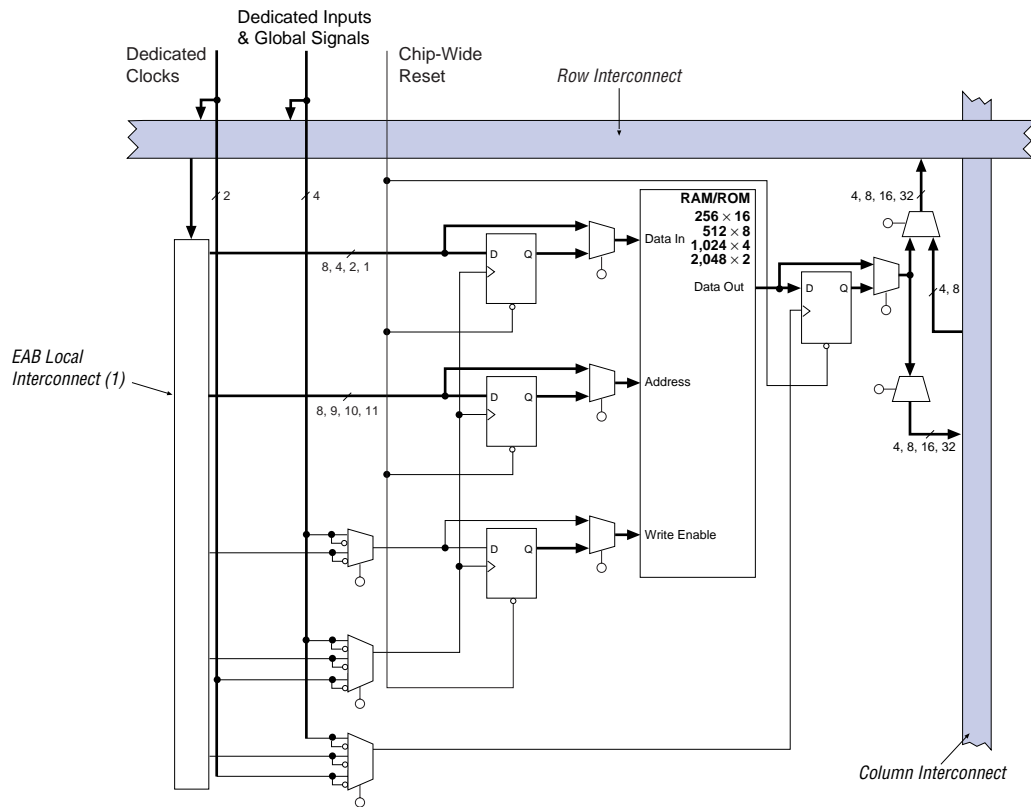 Dedicated Inputs
& Global Signals
Dedicated
Clocks
Chip-Wide
Reset
Row Interconnect
2
4
4, 8, 16, 32
RAM/ROM
256 × 16
512 × 8
1,024 × 4
2,048 × 2
Data In
D
Q
8, 4, 2, 1
Data Out
D
Q
4, 8
EAB Local
Interconnect (1)
Address
D
Q
8, 9, 10, 11
4, 8, 16, 32
Write Enable
D
Q
Column Interconnect